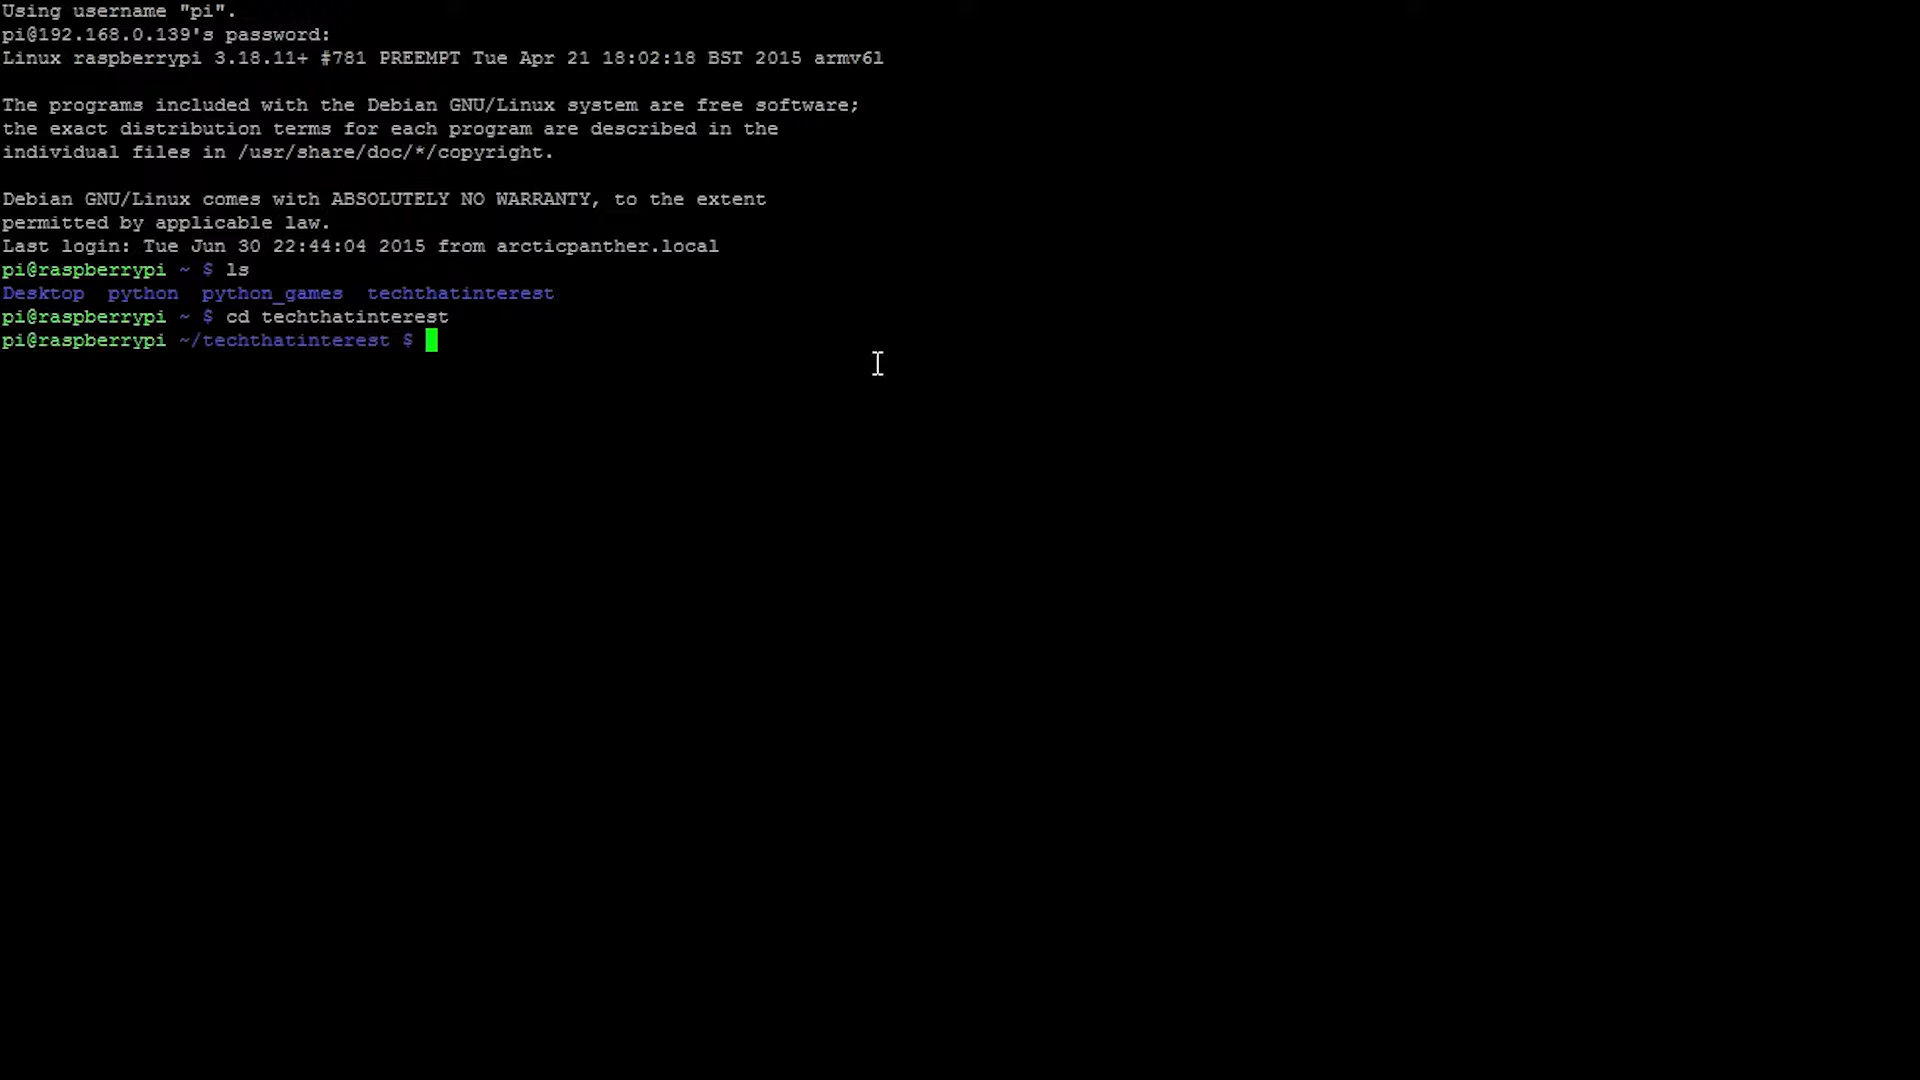 Using username "pi".
pi@192.168.0.139's password:
Linux raspberrypi 3.18.11+ #781 PREEMPT Tue Apr 21 18:02:18 BST 2015 armv6l
The programs included with the Debian GNU/Linux system are free software;
the exact distribution terms for each program are described in the
individual files in /usr/share/doc/*/copyright.
Debian GNU/Linux comes with ABSOLUTELY NO WARRANTY, to the extent
permitted by applicable law.
Last login: Tue Jun 30 22:44:04 2015 from arcticpanther.local
pi@raspberrypi ~ $ ls
Desktop  python  python_games  techthatinterest
pi@raspberrypi ~ $ cd techthatinterest
pi@raspberrypi ~/techthatinterest $